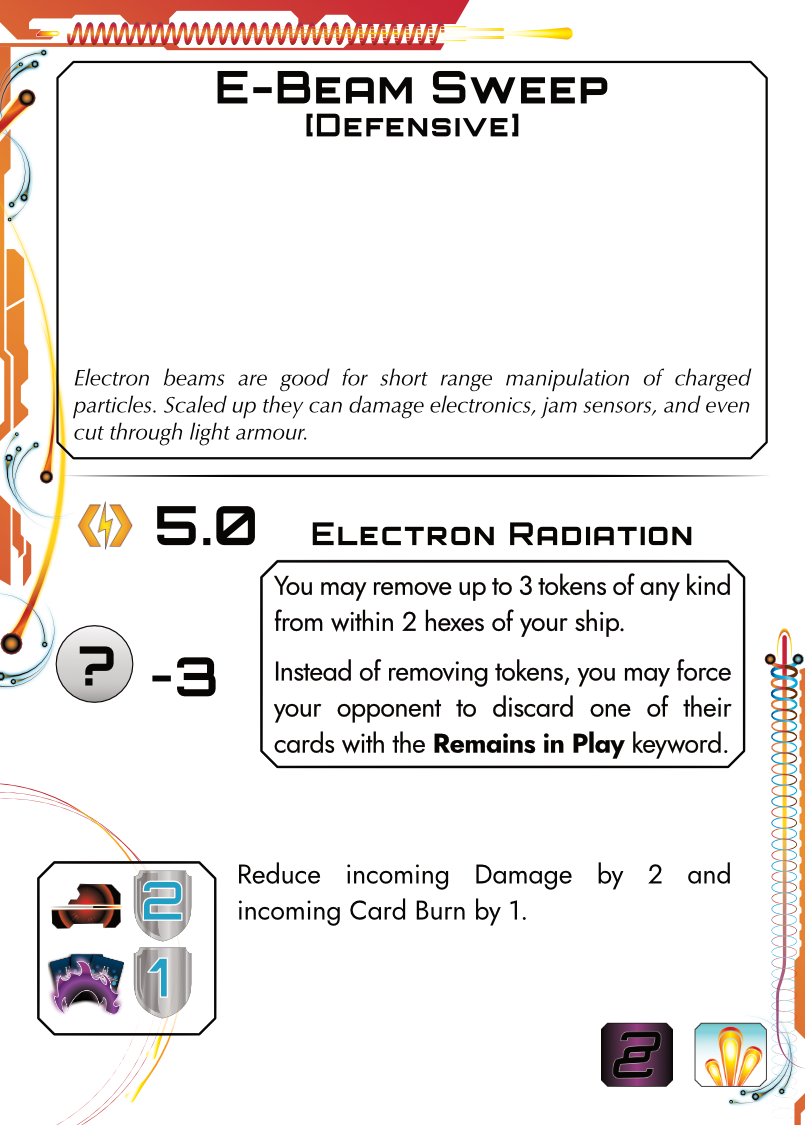 E-Beam Sweep
[Defensive]
Electron beams are good for short range manipulation of charged
particles. Scaled up they can damage electronics, jam sensors, and even
cut through light armour.
5.0
Electron Radiation
You may remove up to 3 tokens of any kind
from within 2 hexes of your ship.
? -3
Instead of removing tokens, you may force
your opponent to discard one of their
cards with the Remains in Play keyword.
2
Reduce incoming Damage by 2 and
incoming Card Burn by 1.
1
2